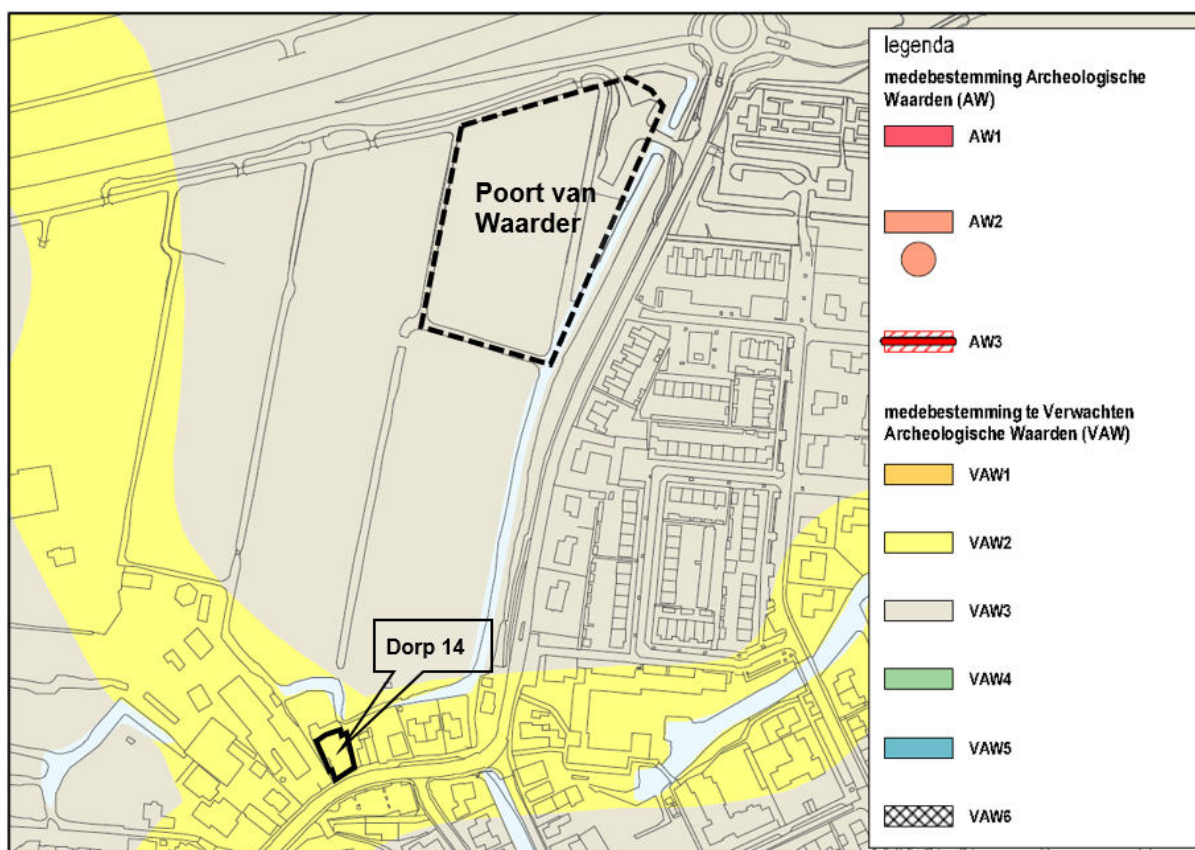 Poort van
Waarder
Dorp 14
legenda
medebestemming Archeologische
Waarden (AW)
AW1
AW2
AW3
medebestemming te Verwachten
Archeologische Waarden (VAW)
VAW1
VAW2
VAW3
VAW4
VAW5
VAW6